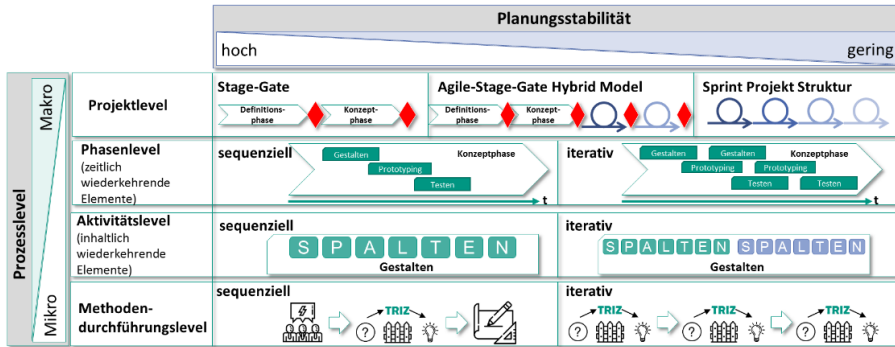 Planungsstabilität
hoch
gering
Prozesslevel
Makro
Mikro
Projektlevel
Stage-Gate
Definitions-
phase
Konzept-
phase
Agile-Stage-Gate Hybrid Model
Definitions-
phase
Konzept-
phase
Sprint Projekt Struktur
Phasenlevel
(zeitlich
wiederkehrende
Elemente)
sequenziell
Gestalten
Prototyping
Testen
Konzeptphase
t
iterativ
Gestalten
Gestalten
Konzeptphase
Prototyping
Prototyping
Testen
Testen
t
Aktivitätslevel
(inhaltlich
wiederkehrende
Elemente)
sequenziell
S P A L T E N
Gestalten
iterativ
S P A L T E N S P A L T E N
Gestalten
Methoden-
durchführungslevel
sequenziell
TRIZ
?
iterativ
TRIZ
?
TRIZ
?
TRIZ
?